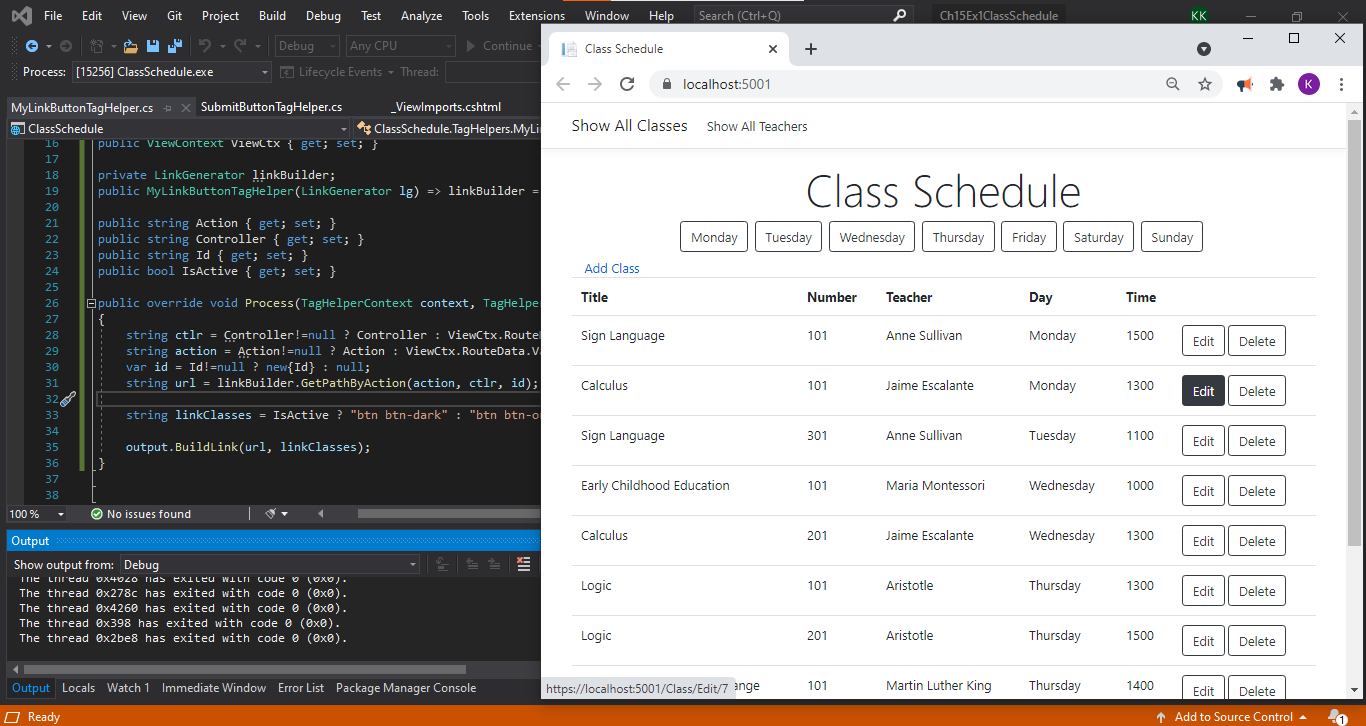 File Edit View Git Project Build Debug Test Analyze Tools Extensions Window Help Search (Ctrl+Q) Ch15Ex1ClassSchedule KK
Debug Any CPU Continue
Process: [15256] ClassSchedule.exe Lifecycle Events Thread:
MyLinkButtonTagHelper.cs SubmitButtonTagHelper.cs _ViewImports.cshtml
ClassSchedule ClassSchedule.TagHelpers.MyLi
16 public ViewContext ViewCtx { get; set; }
17
18 private LinkGenerator linkBuilder;
19 public MyLinkButtonTagHelper(LinkGenerator lg) => linkBuilder =
20
21 public string Action { get; set; }
22 public string Controller { get; set; }
23 public string Id { get; set; }
24 public bool IsActive { get; set; }
25
26 public override void Process(TagHelperContext context, TagHelper
27 {
28 string ctlr = Controller!=null ? Controller : ViewCtx.Route
29 string action = Action!=null ? Action : ViewCtx.RouteData.Va
30 var id = Id!=null ? new{Id} : null;
31 string url = linkBuilder.GetPathByAction(action, ctlr, id);
32
33 string linkClasses = IsActive ? "btn btn-dark" : "btn btn-o
34
35 output.BuildLink(url, linkClasses);
36 }
37
38
100 % No issues found
Output
Show output from: Debug
The thread 0x4028 has exited with code 0 (0x0).
The thread 0x278c has exited with code 0 (0x0).
The thread 0x4260 has exited with code 0 (0x0).
The thread 0x398 has exited with code 0 (0x0).
The thread 0x2be8 has exited with code 0 (0x0).
Output Locals Watch 1 Immediate Window Error List Package Manager Console
Ready Add to Source Control 1
Class Schedule
localhost:5001 K
Show All Classes Show All Teachers
Class Schedule
Monday Tuesday Wednesday Thursday Friday Saturday Sunday
Add Class
Title Number Teacher Day Time
Sign Language 101 Anne Sullivan Monday 1500 Edit Delete
Calculus 101 Jaime Escalante Monday 1300 Edit Delete
Sign Language 301 Anne Sullivan Tuesday 1100 Edit Delete
Early Childhood Education 101 Maria Montessori Wednesday 1000 Edit Delete
Calculus 201 Jaime Escalante Wednesday 1300 Edit Delete
Logic 101 Aristotle Thursday 1300 Edit Delete
Logic 201 Aristotle Thursday 1500 Edit Delete
ange 101 Martin Luther King Thursday 1400 Edit Delete
https://localhost:5001/Class/Edit/7